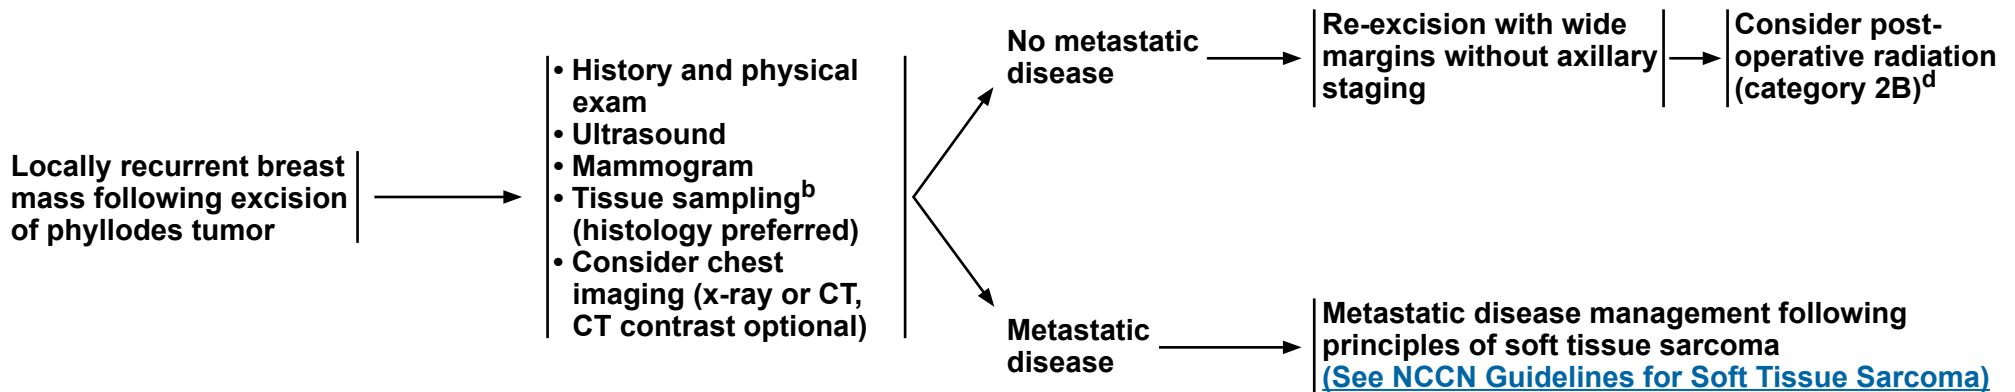 Locally recurrent breast
mass following excision
of phyllodes tumor
• History and physical
exam
• Ultrasound
• Mammogram
• Tissue samplingb
(histology preferred)
• Consider chest
imaging (x-ray or CT,
CT contrast optional)
No metastatic
disease
Re-excision with wide
margins without axillary
staging
Consider post-
operative radiation
(category 2B)d
Metastatic
disease
Metastatic disease management following
principles of soft tissue sarcoma
(See NCCN Guidelines for Soft Tissue Sarcoma)